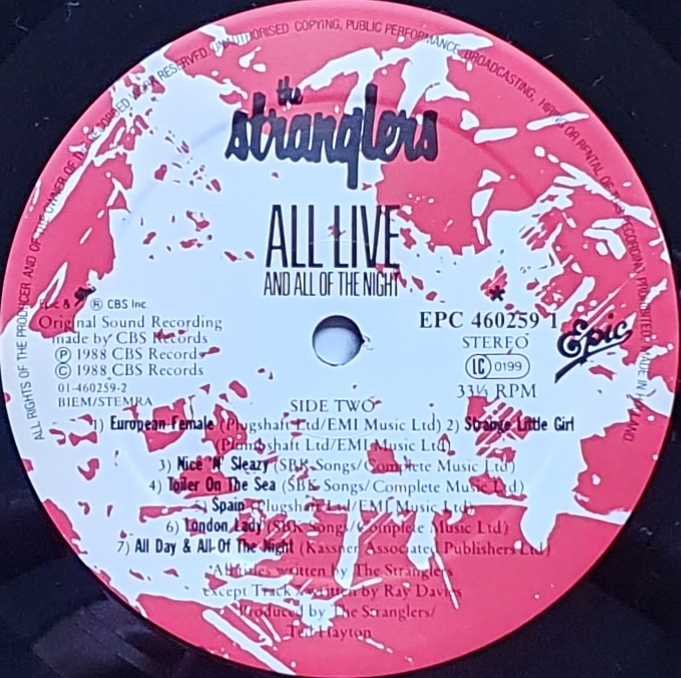 ALL RIGHTS OF THE PRODUCER AND OF THE OWNER OF RESERVED. UNAUTHORISED COPYING, PUBLIC PERFORMANCE, BROADCASTING, HIRING OR RENTAL OF THIS RECORDING PROHIBITED. MADE IN HOLLAND
the
stranglers
ALL LIVE
AND ALL OF THE NIGHT
® CBS Inc.
Original Sound Recording
made by CBS Records
℗ 1988 CBS Records
© 1988 CBS Records
01-460259-2
BIEM/STEMRA
*
EPC 460259 1
STEREO
LC 0199
33⅓ RPM
Epic
SIDE TWO
1) European Female (Plugshaft Ltd/EMI Music Ltd) 2) Strange Little Girl
(Plumbshaft Ltd/EMI Music Ltd)
3) Nice 'N' Sleazy (SBK Songs/Complete Music Ltd)
4) Toiler On The Sea (SBK Songs/Complete Music Ltd)
5) Spain (Plugshaft Ltd/EMI Music Ltd)
6) London Lady (SBK Songs/Complete Music Ltd)
7) All Day & All Of The Night (Kassner Associated Publishers Ltd)
All titles written by The Stranglers
except Track 7 written by Ray Davies
Produced by The Stranglers/
Ted Hayton